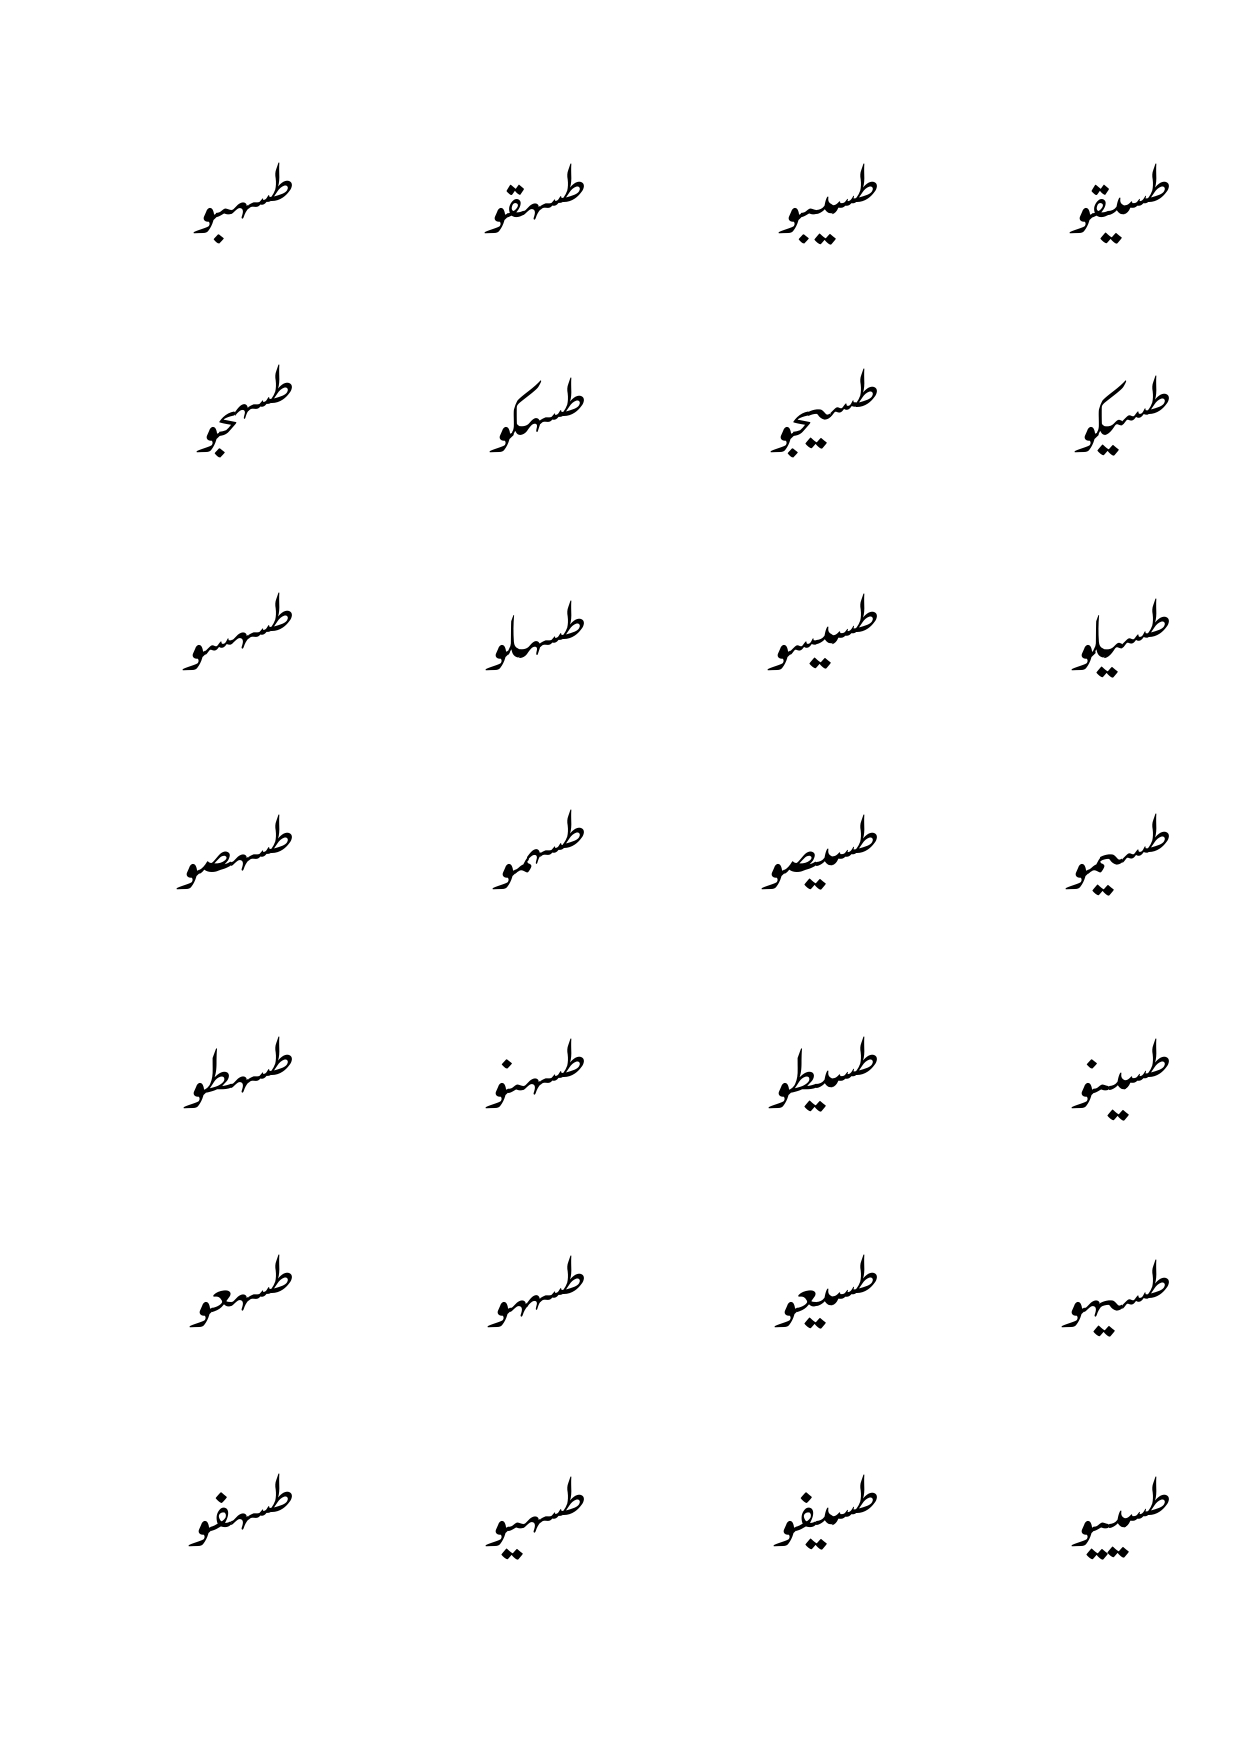 طسيقو طسيبو طسهقو طسهبو
طسيكو طسيجو طسهكو طسهجو
طسيلو طسيسو طسهلو طسهسو
طسيمو طسيصو طسهمو طسهصو
طسينو طسيطو طسهنو طسهطو
طسيهو طسيعو طسههو طسهعو
طسييو طسيفو طسهيو طسهفو